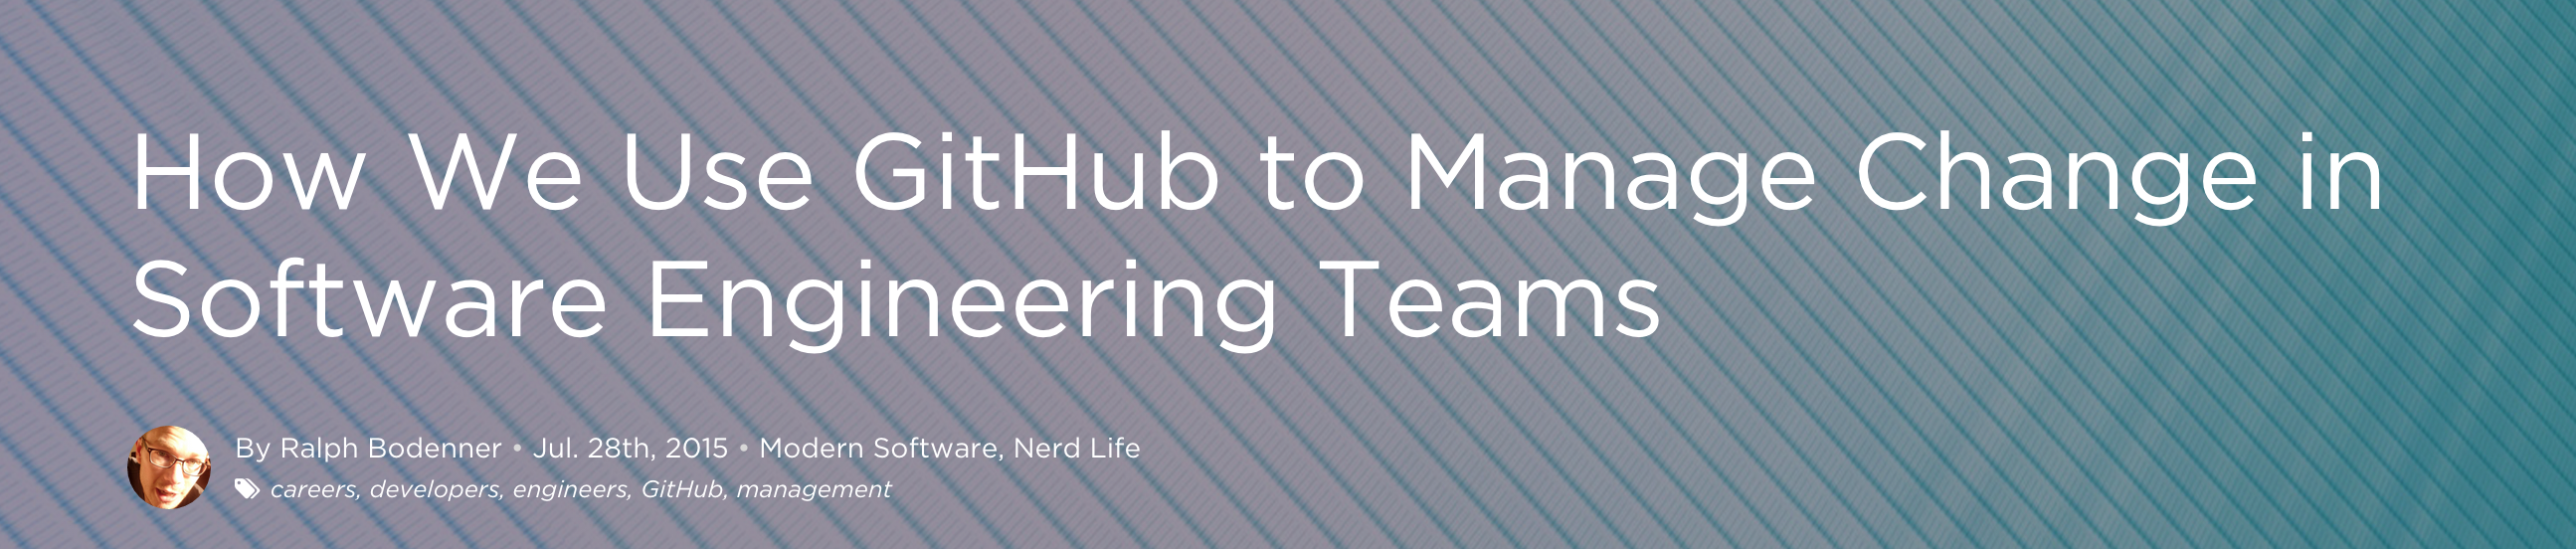 How We Use GitHub to Manage Change in
Software Engineering Teams
By Ralph Bodenner • Jul. 28th, 2015 • Modern Software, Nerd Life
careers, developers, engineers, GitHub, management